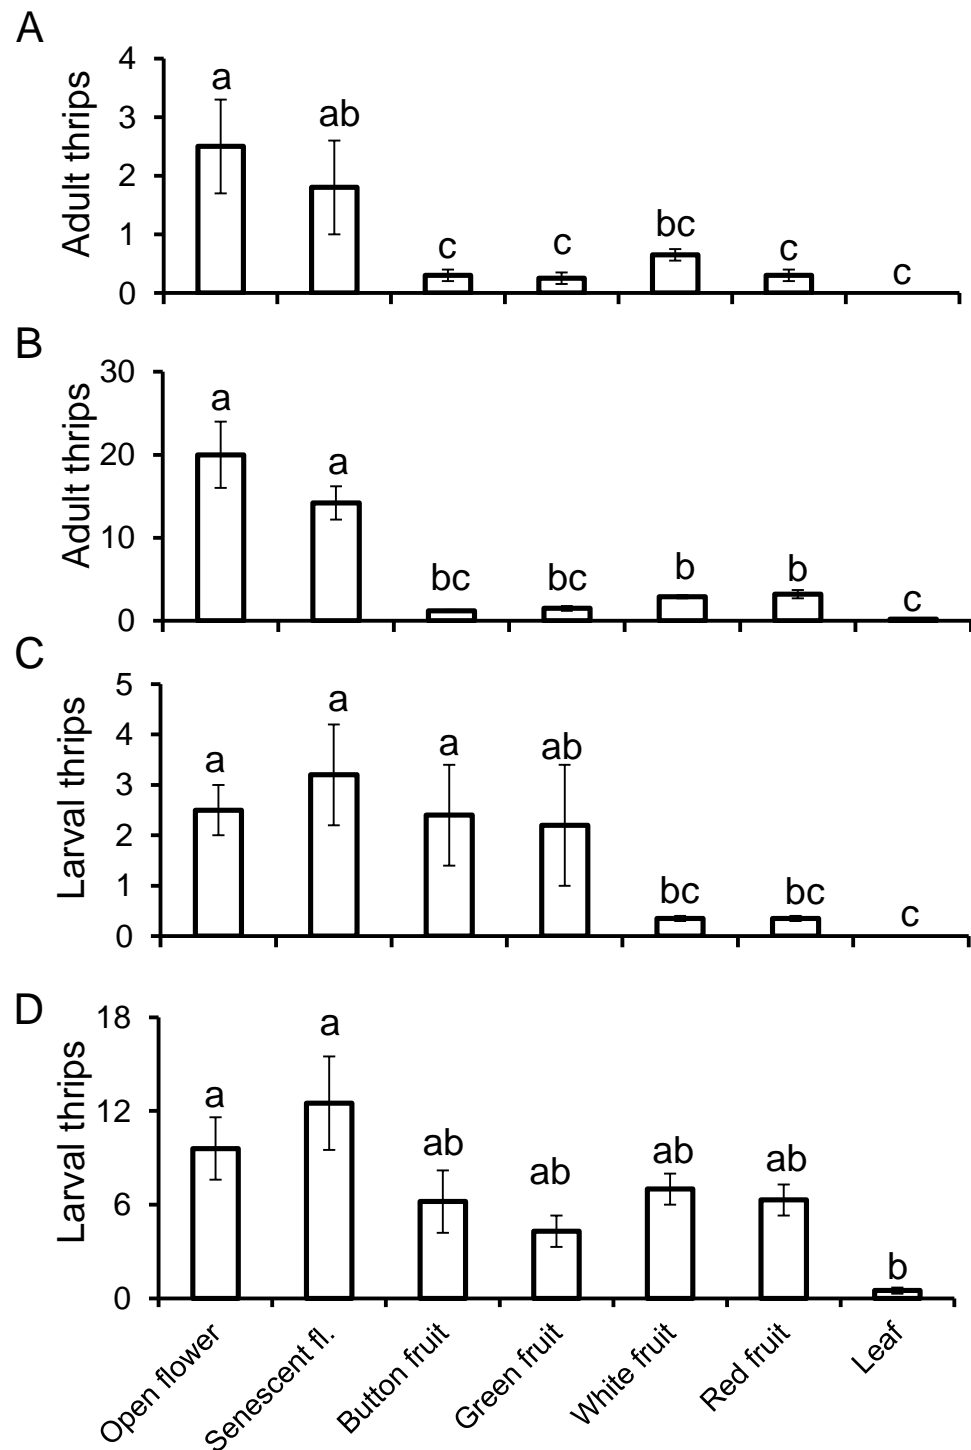 A
Adult thrips
4
3
2
1
0
a
ab
c
c
bc
c
c
B
Adult thrips
30
20
10
0
a
a
bc
bc
b
b
c
C
Larval thrips
5
4
3
2
1
0
a
a
a
ab
bc
bc
c
D
Larval thrips
18
12
6
0
a
a
ab
ab
ab
ab
b
Open flower
Senescent fl.
Button fruit
Green fruit
White fruit
Red fruit
Leaf